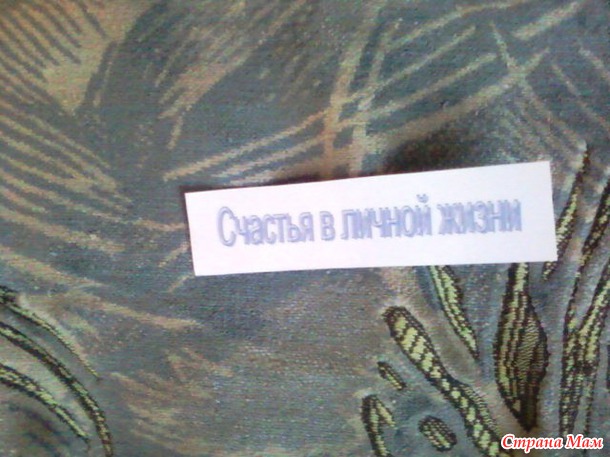 Счастья в личной жизни
Страна Мам